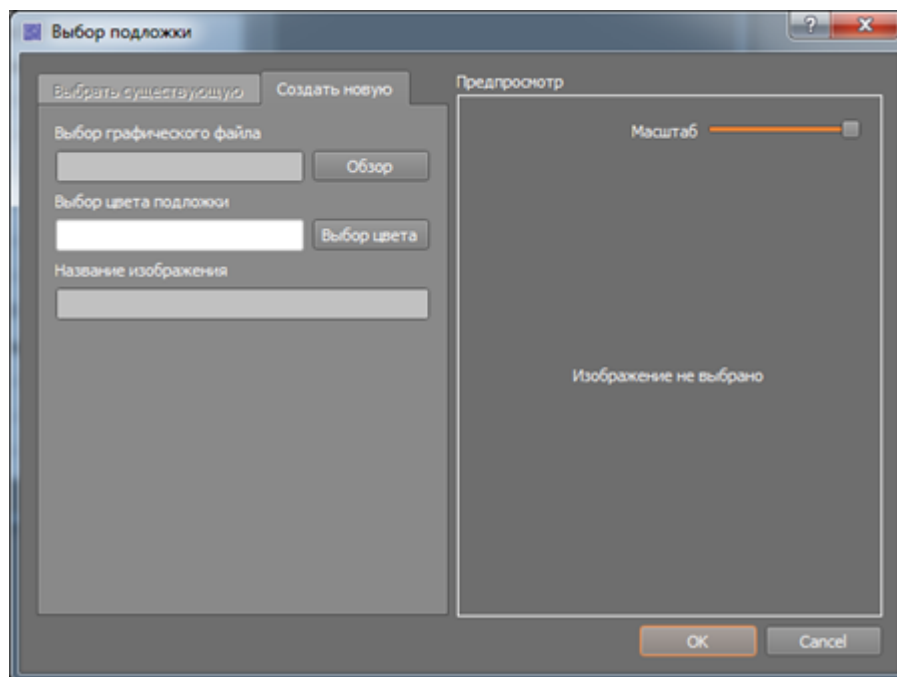 Выбор подложки
Выбрать существующую
Создать новую
Выбор графического файла
Обзор
Выбор цвета подложки
Выбор цвета
Название изображения
Предпросмотр
Масштаб
Изображение не выбрано
OK
Cancel